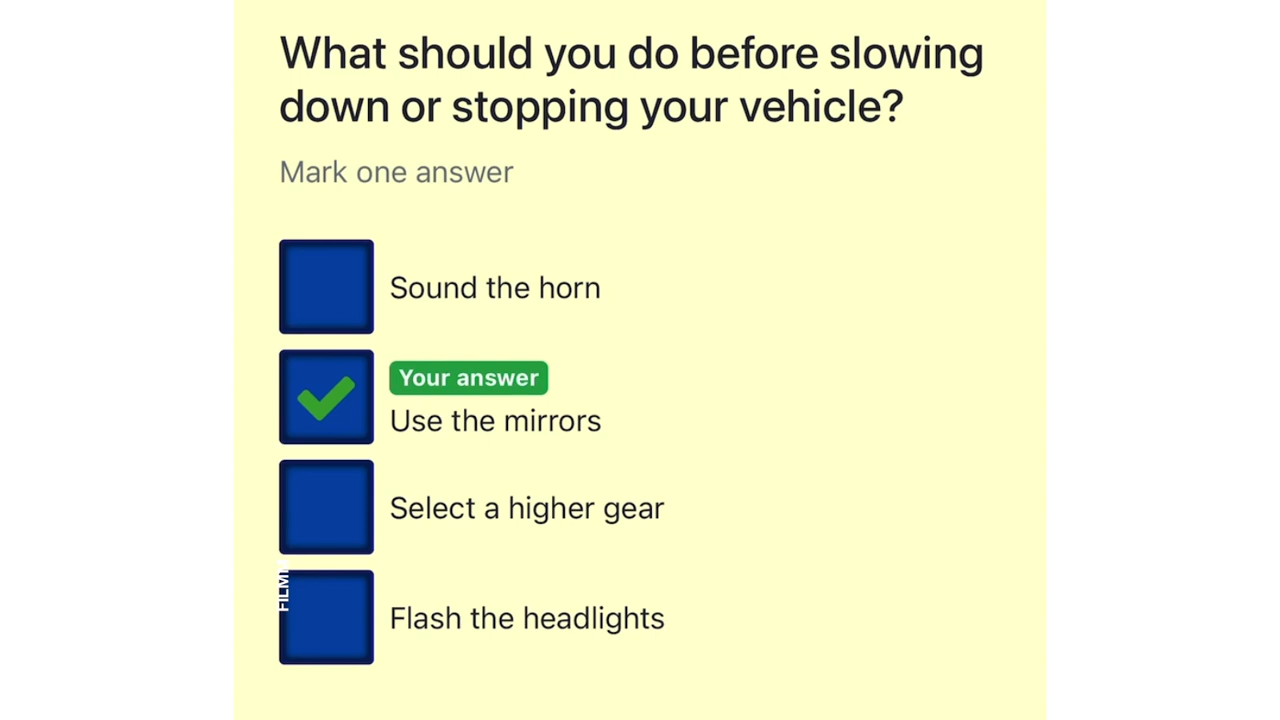 What should you do before slowing
down or stopping your vehicle?
Mark one answer
Sound the horn
Your answer
Use the mirrors
Select a higher gear
Flash the headlights